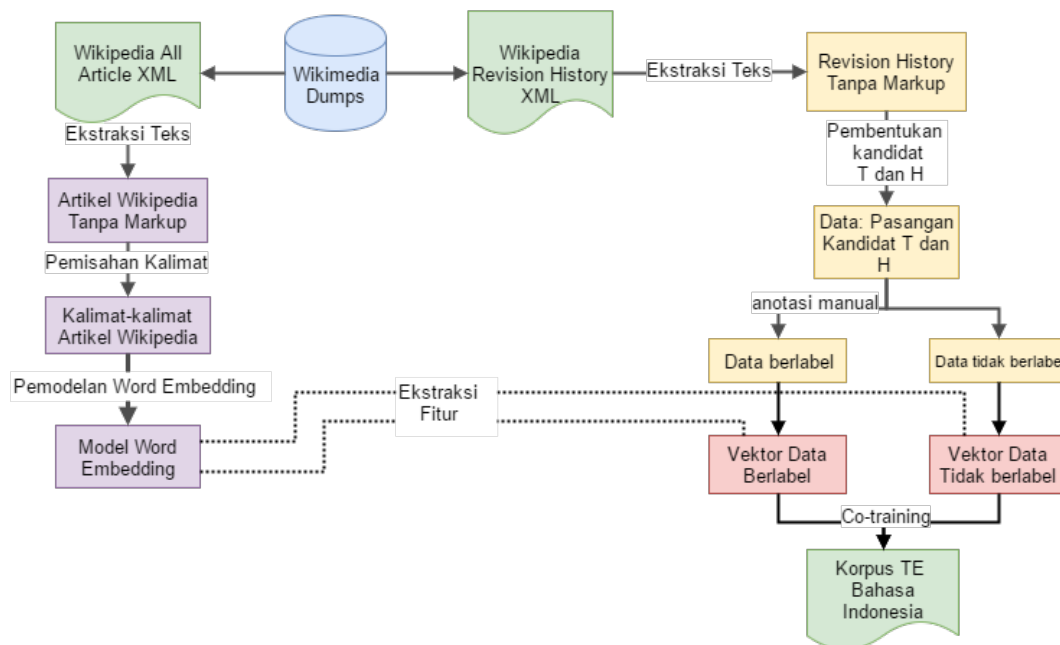 Wikipedia All
Article XML
Wikimedia
Dumps
Wikipedia
Revision History
XML
Ekstraksi Teks
Revision History
Tanpa Markup
Ekstraksi Teks
Pembentukan
kandidat
T dan H
Artikel Wikipedia
Tanpa Markup
Data: Pasangan
Kandidat T dan
H
Pemisahan Kalimat
anotasi manual
Kalimat-kalimat
Artikel Wikipedia
Data berlabel
Data tidak berlabel
Pemodelan Word Embedding
Ekstraksi
Fitur
Model Word
Embedding
Vektor Data
Berlabel
Vektor Data
Tidak berlabel
Co-training
Korpus TE
Bahasa
Indonesia